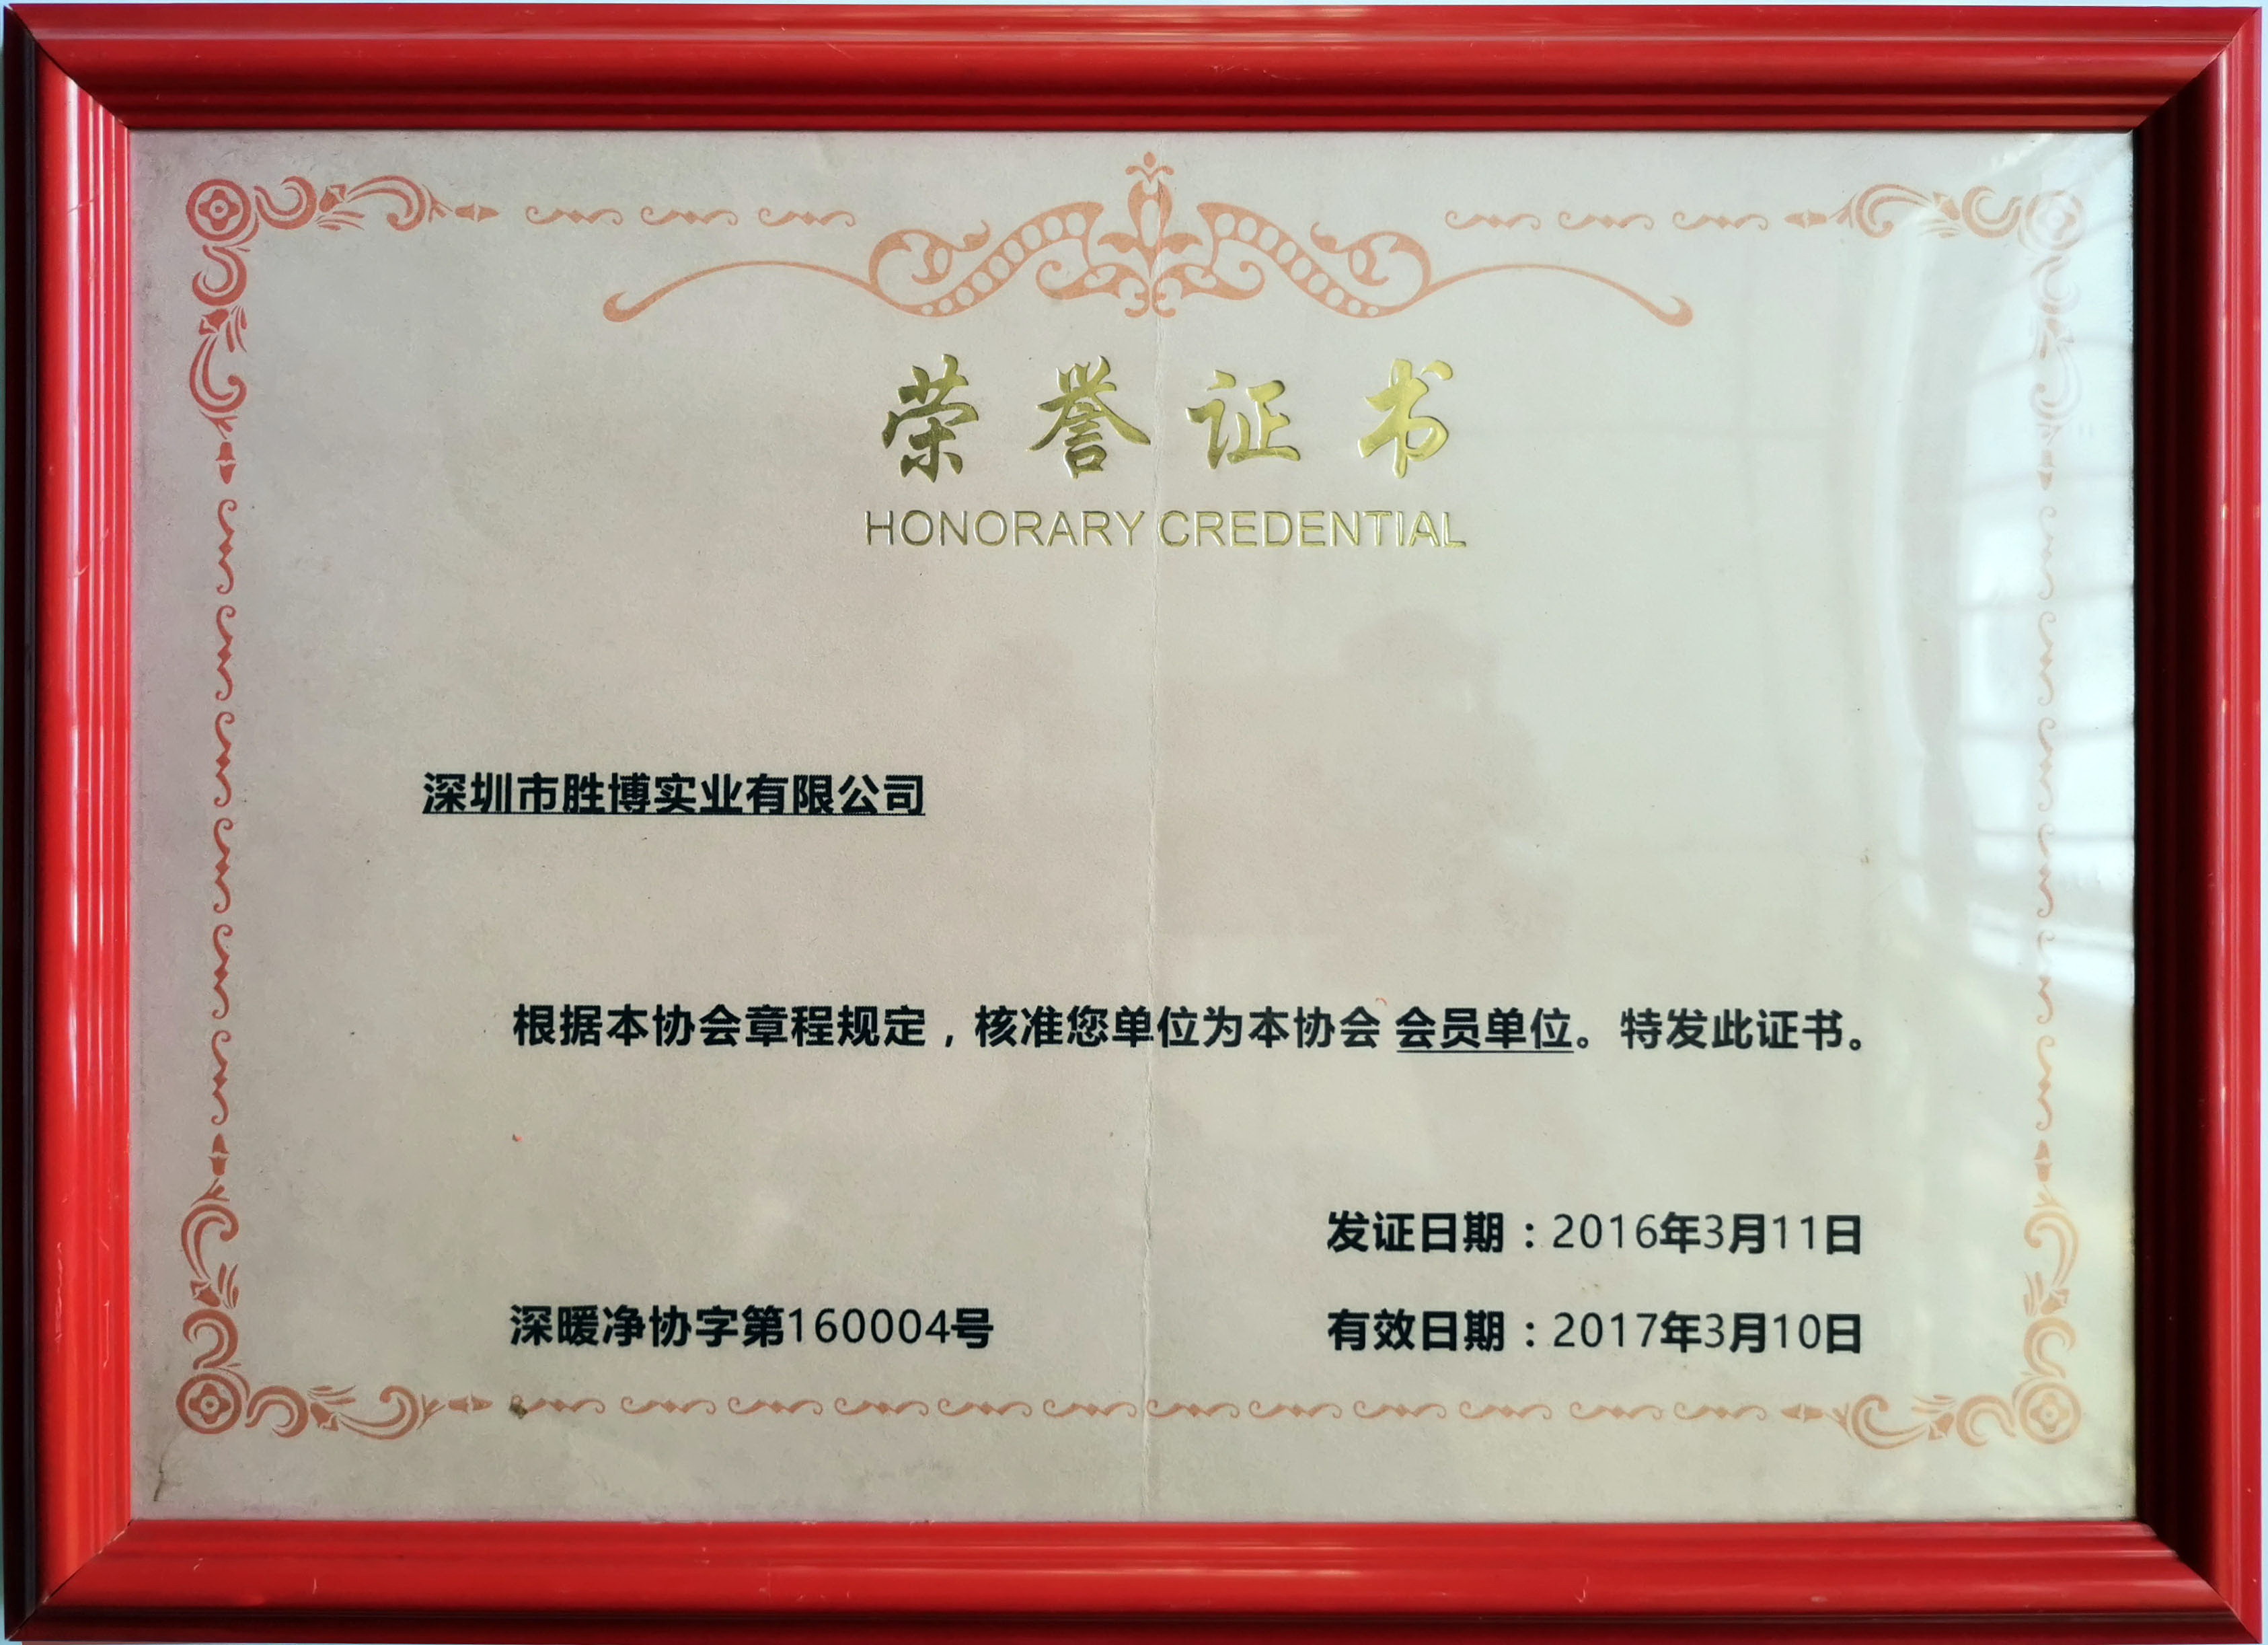 荣誉证书
HONORARY CREDENTIAL
深圳市胜博实业有限公司
根据本协会章程规定，核准您单位为本协会 会员单位。特发此证书。
发证日期：2016年3月11日
深暖净协字第160004号
有效日期：2017年3月10日